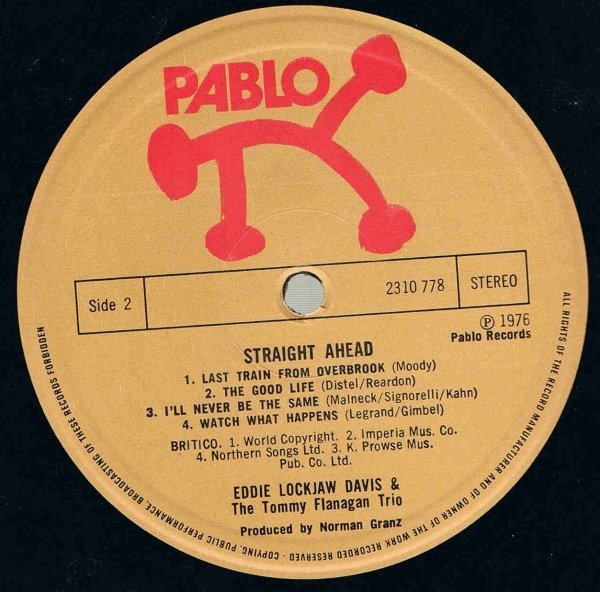 PABLO
Side 2
2310 778
STEREO
Ⓟ 1976
Pablo Records
STRAIGHT AHEAD
1. LAST TRAIN FROM OVERBROOK (Moody)
2. THE GOOD LIFE (Distel/Reardon)
3. I'LL NEVER BE THE SAME (Malneck/Signorelli/Kahn)
4. WATCH WHAT HAPPENS (Legrand/Gimbel)
BRITICO. 1. World Copyright. 2. Imperia Mus. Co.
4. Northern Songs Ltd. 3. K. Prowse Mus.
Pub. Co. Ltd.
EDDIE LOCKJAW DAVIS &
The Tommy Flanagan Trio
Produced by Norman Granz
ALL RIGHTS OF THE RECORD MANUFACTURER AND OF OWNER OF THE WORK RECORDED RESERVED · COPYING, PUBLIC PERFORMANCE, BROADCASTING OF THESE RECORDS FORBIDDEN